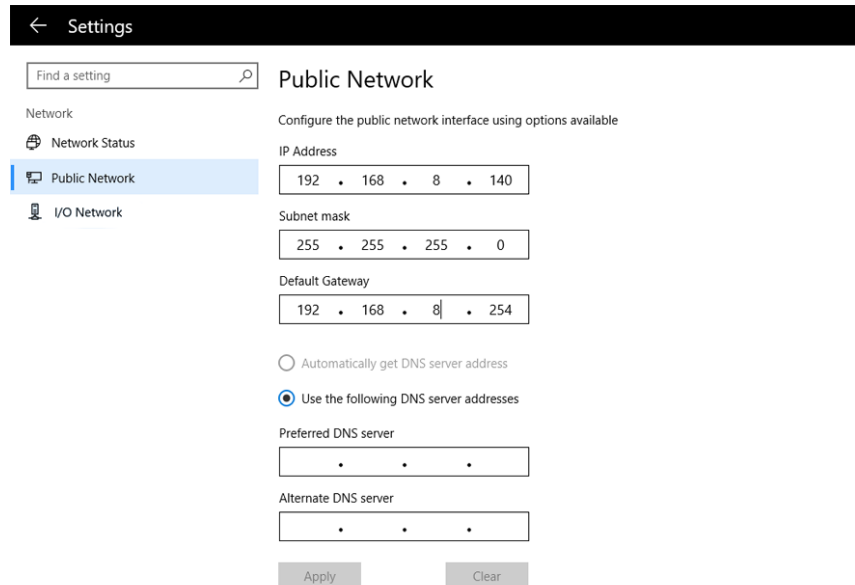 Settings
Find a setting
Network
Network Status
Public Network
I/O Network
Public Network
Configure the public network interface using options available
IP Address
192 . 168 . 8 . 140
Subnet mask
255 . 255 . 255 . 0
Default Gateway
192 . 168 . 8 . 254
Automatically get DNS server address
Use the following DNS server addresses
Preferred DNS server
. . .
Alternate DNS server
. . .
Apply Clear